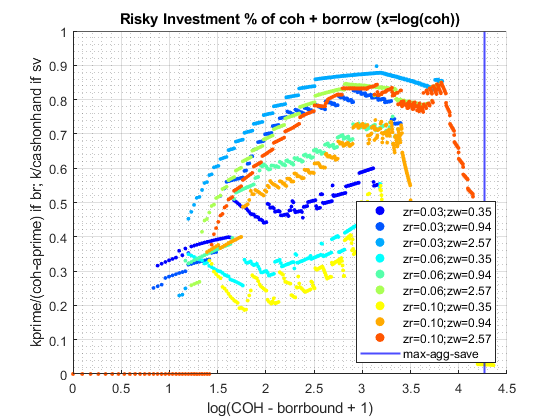 Risky Investment % of coh + borrow (x=log(coh))
kprime/(coh-aprime) if br; k/cashonhand if sv
1
0.9
0.8
0.7
0.6
0.5
0.4
0.3
0.2
0.1
0
zr=0.03;zw=0.35
zr=0.03;zw=0.94
zr=0.03;zw=2.57
zr=0.06;zw=0.35
zr=0.06;zw=0.94
zr=0.06;zw=2.57
zr=0.10;zw=0.35
zr=0.10;zw=0.94
zr=0.10;zw=2.57
max-agg-save
0 0.5 1 1.5 2 2.5 3 3.5 4 4.5
log(COH - borrbound + 1)